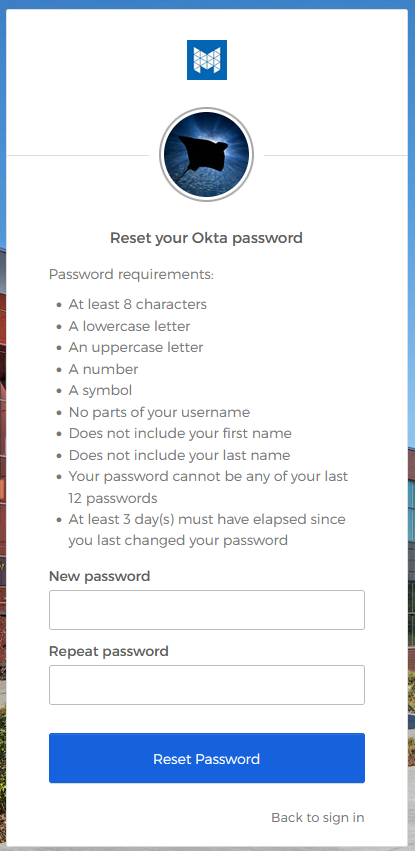 Reset your Okta password
Password requirements:
• At least 8 characters
• A lowercase letter
• An uppercase letter
• A number
• A symbol
• No parts of your username
• Does not include your first name
• Does not include your last name
• Your password cannot be any of your last
12 passwords
• At least 3 day(s) must have elapsed since
you last changed your password
New password
Repeat password
Reset Password
Back to sign in